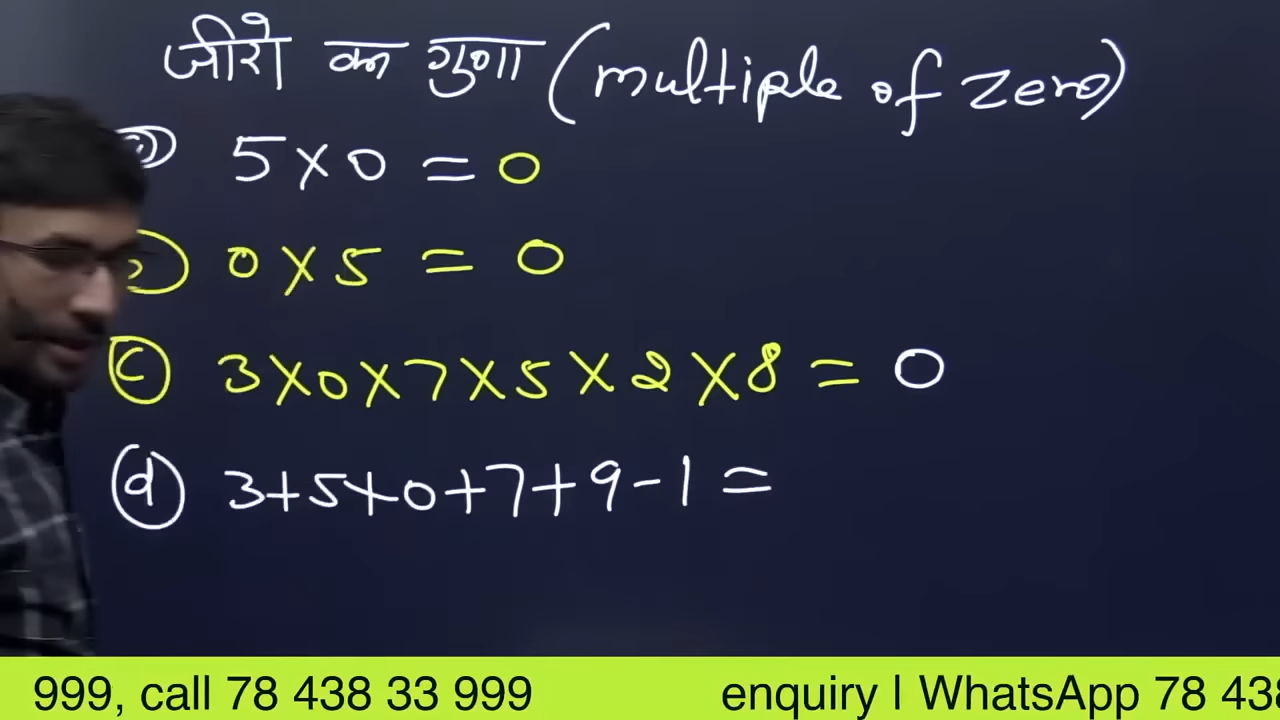 जीरो का गुणा (multiple of zero)
5 × 0 = 0
0 × 5 = 0
ⓒ 3 × 0 × 7 × 5 × 2 × 8 = 0
ⓓ 3+5+0+7+9-1 =
999, call 78 438 33 999 enquiry | WhatsApp 78 43